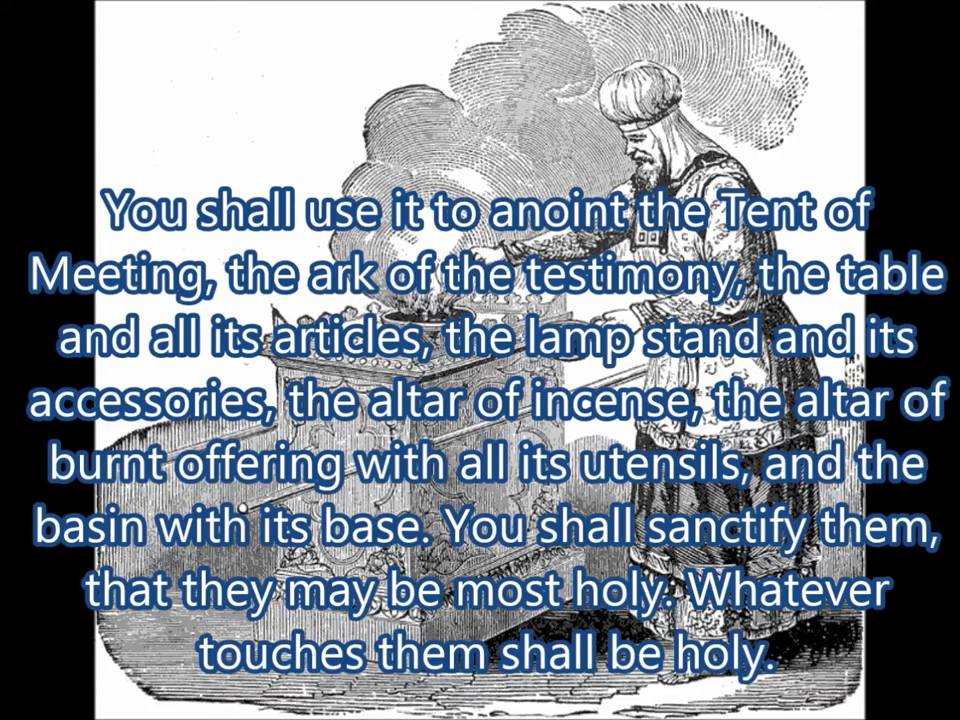 You shall use it to anoint the Tent of
Meeting, the ark of the testimony, the table
and all its articles, the lamp stand and its
accessories, the altar of incense, the altar of
burnt offering with all its utensils, and the
basin with its base. You shall sanctify them,
that they may be most holy. Whatever
touches them shall be holy.